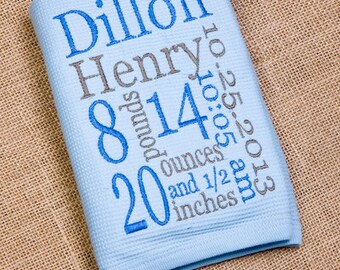 Dillon
Henry
8 pounds 14
ounces
20 and 1/2
inches
10:05 am
10-25-2013